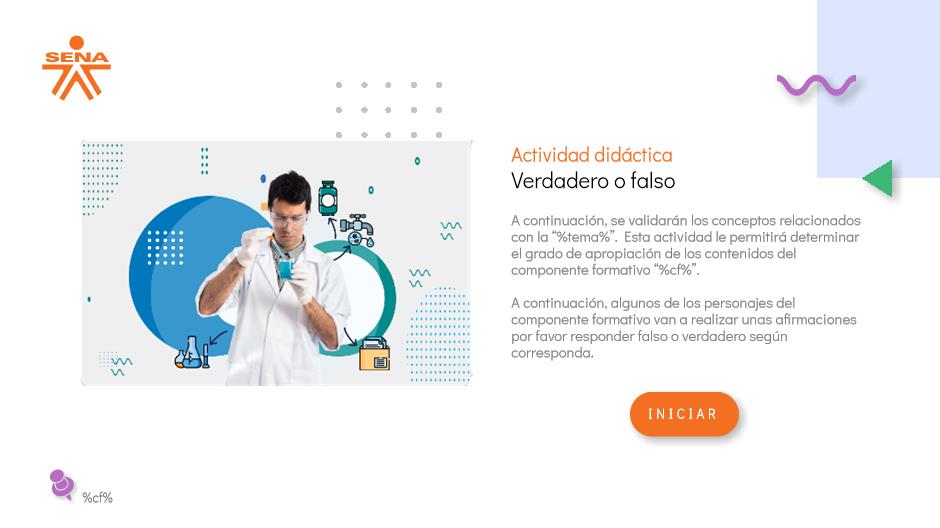 SENA
Actividad didáctica
Verdadero o falso
A continuación, se validarán los conceptos relacionados
con la “%tema%”. Esta actividad le permitirá determinar
el grado de apropiación de los contenidos del
componente formativo “%cf%”.
A continuación, algunos de los personajes del
componente formativo van a realizar unas afirmaciones
por favor responder falso o verdadero según
corresponda.
INICIAR
%cf%